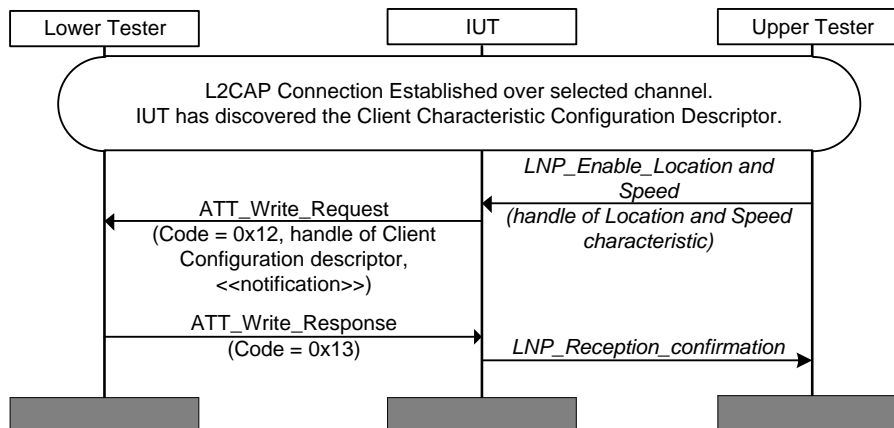 Lower Tester
IUT
Upper Tester
L2CAP Connection Established over selected channel.
IUT has discovered the Client Characteristic Configuration Descriptor.
LNP_Enable_Location and
Speed
(handle of Location and Speed
characteristic)
ATT_Write_Request
(Code = 0x12, handle of Client
Configuration descriptor,
<<notification>>)
ATT_Write_Response
(Code = 0x13)
LNP_Reception_confirmation